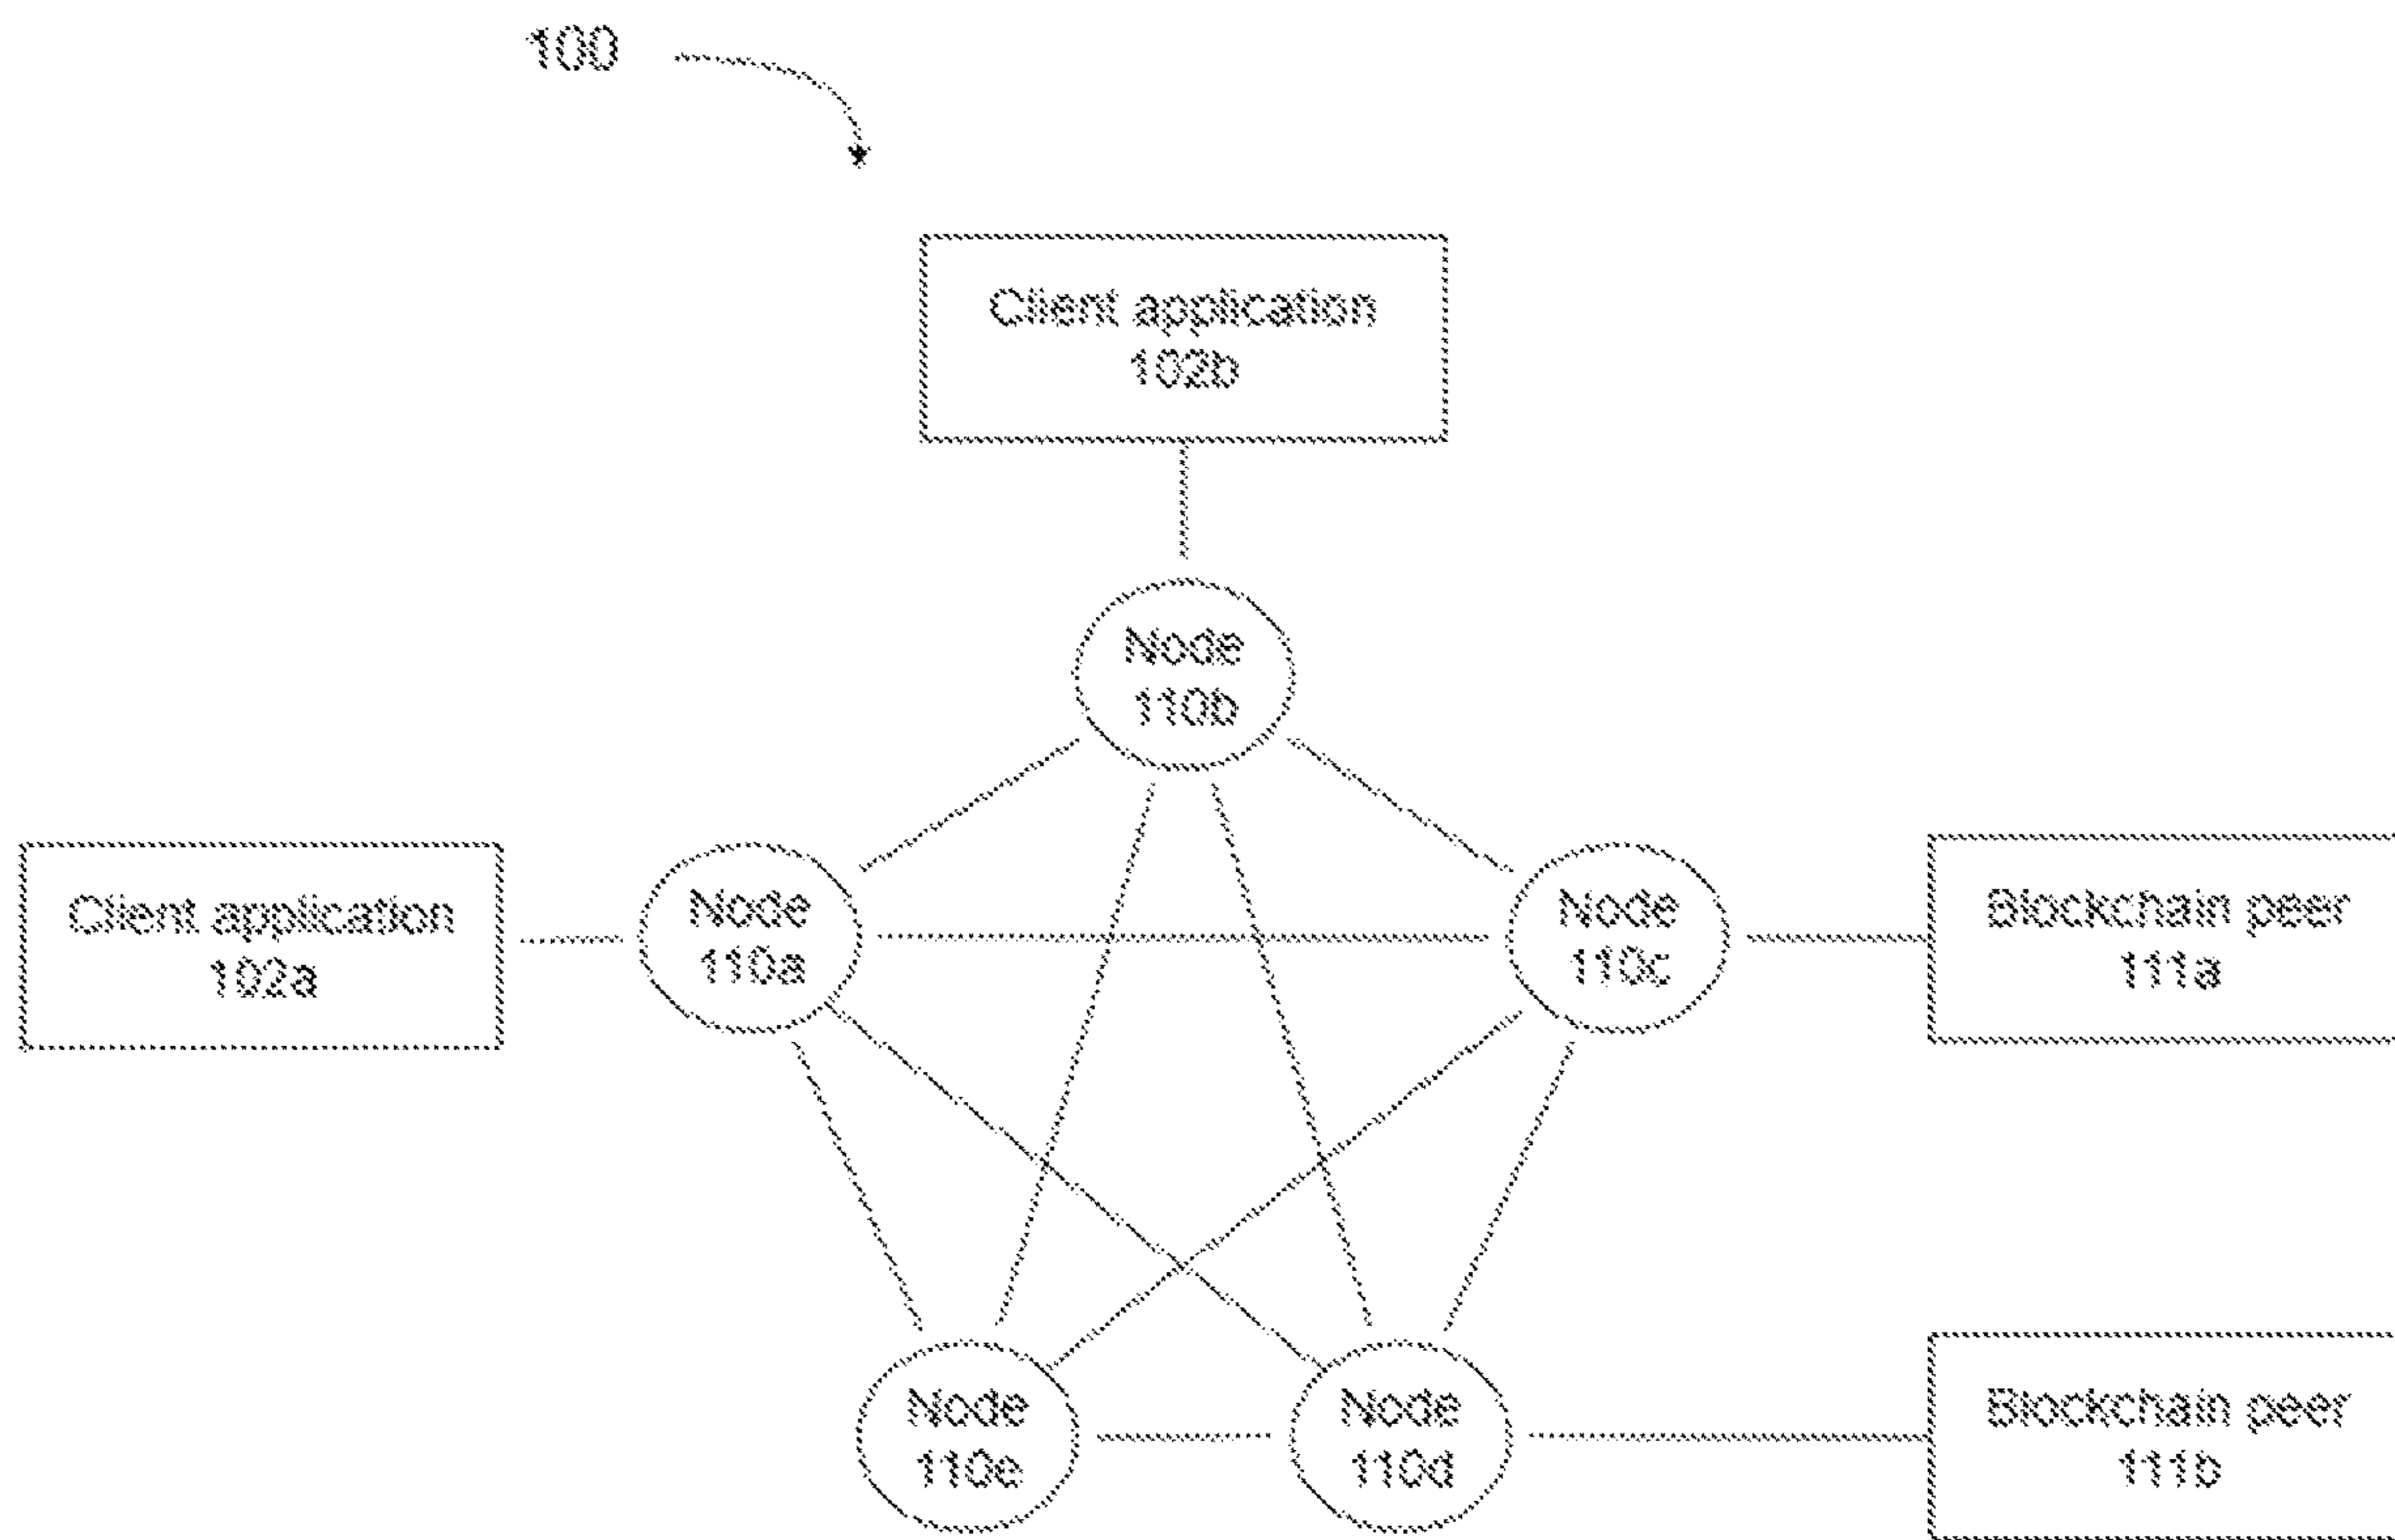 100
Client application
102b
Node
110b
Client application
102a
Node
110a
Node
110c
Blockchain peer
111a
Node
110e
Node
110d
Blockchain peer
111b